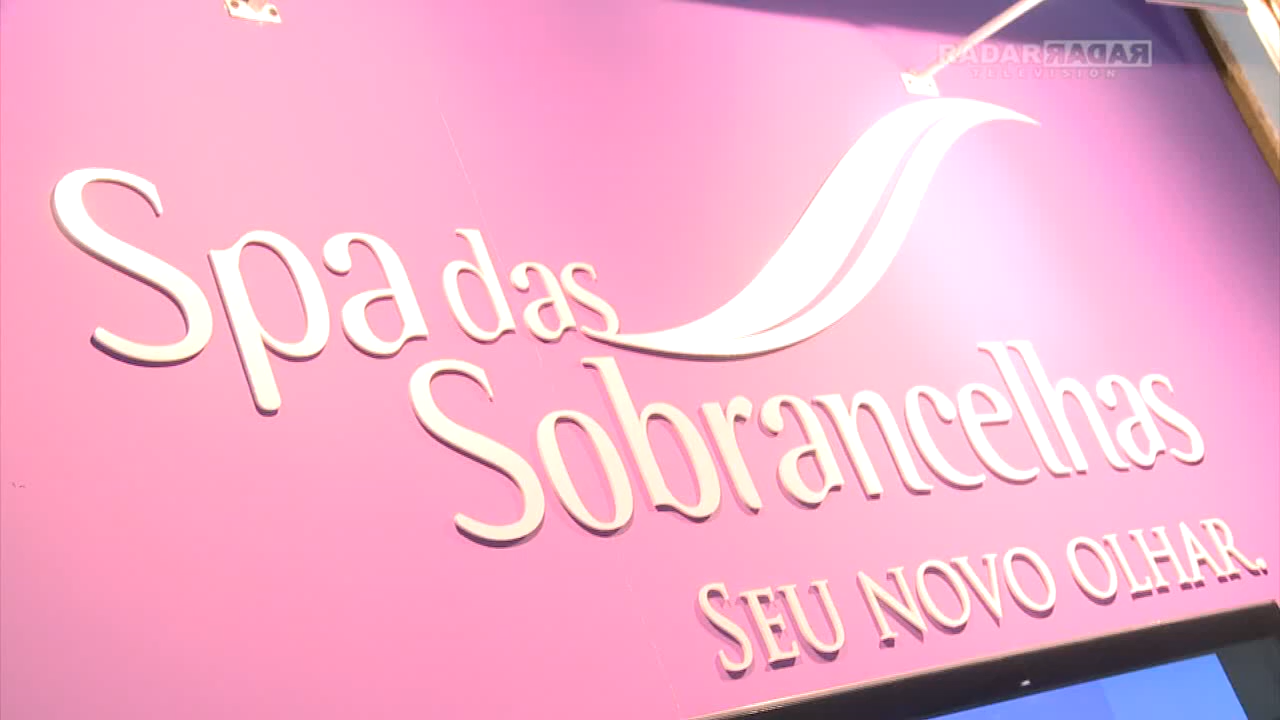 RADAR RADAR
TELEVISION
Spa das
Sobrancelhas
SEU NOVO OLHAR.